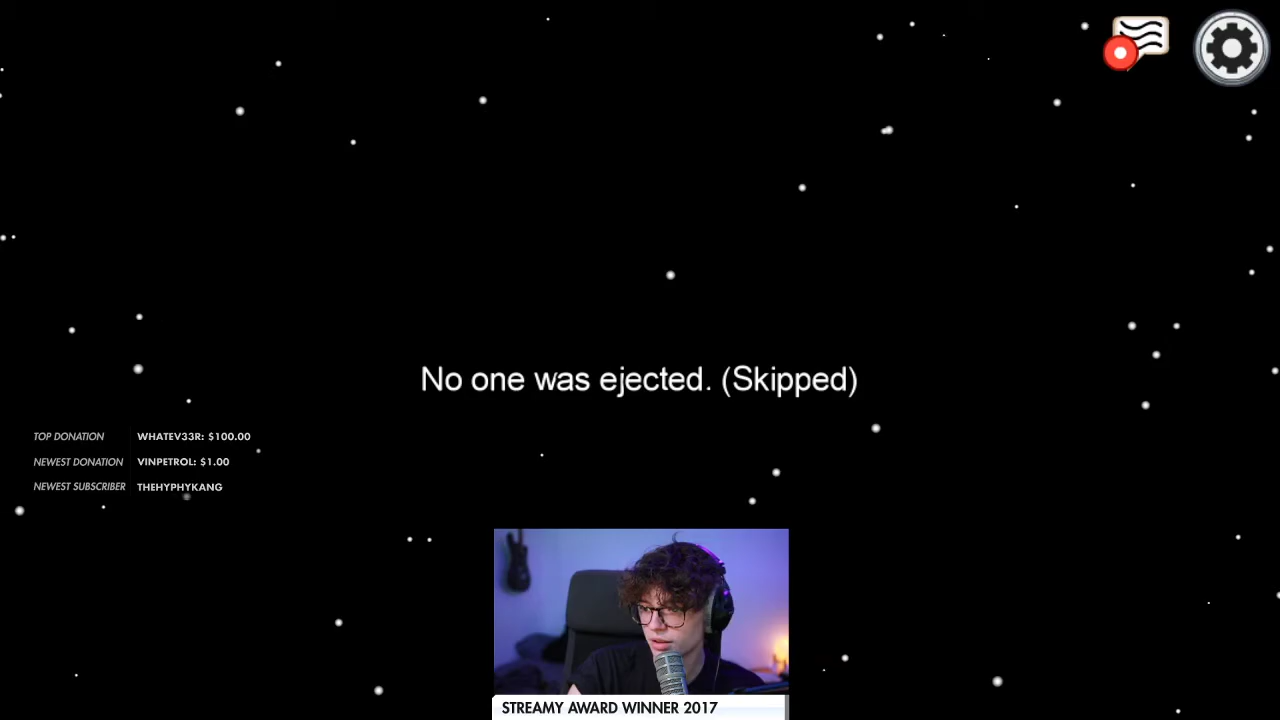 No one was ejected. (Skipped)
TOP DONATION WHATEV33R: $100.00
NEWEST DONATION VINPETROL: $1.00
NEWEST SUBSCRIBER THEHYPHYKANG
STREAMY AWARD WINNER 2017